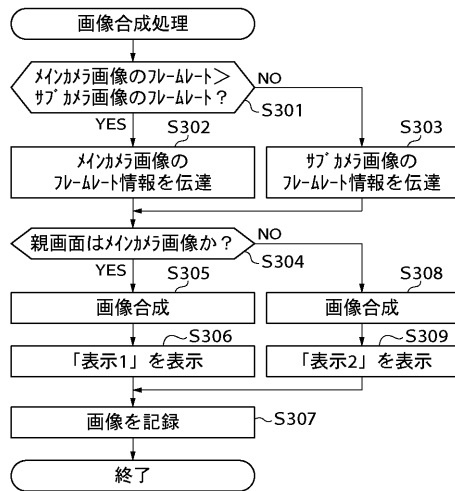 画像合成処理
ﾒｲﾝｶﾒﾗ画像のﾌﾚｰﾑﾚｰﾄ＞
ｻﾌﾞｶﾒﾗ画像のﾌﾚｰﾑﾚｰﾄ？
NO
S301
YES
S302
S303
ﾒｲﾝｶﾒﾗ画像の
ﾌﾚｰﾑﾚｰﾄ情報を伝達
ｻﾌﾞｶﾒﾗ画像の
ﾌﾚｰﾑﾚｰﾄ情報を伝達
親画面はﾒｲﾝｶﾒﾗ画像か？
NO
S304
YES
S305
S308
画像合成
画像合成
S306
S309
「表示1」を表示
「表示2」を表示
画像を記録
S307
終了